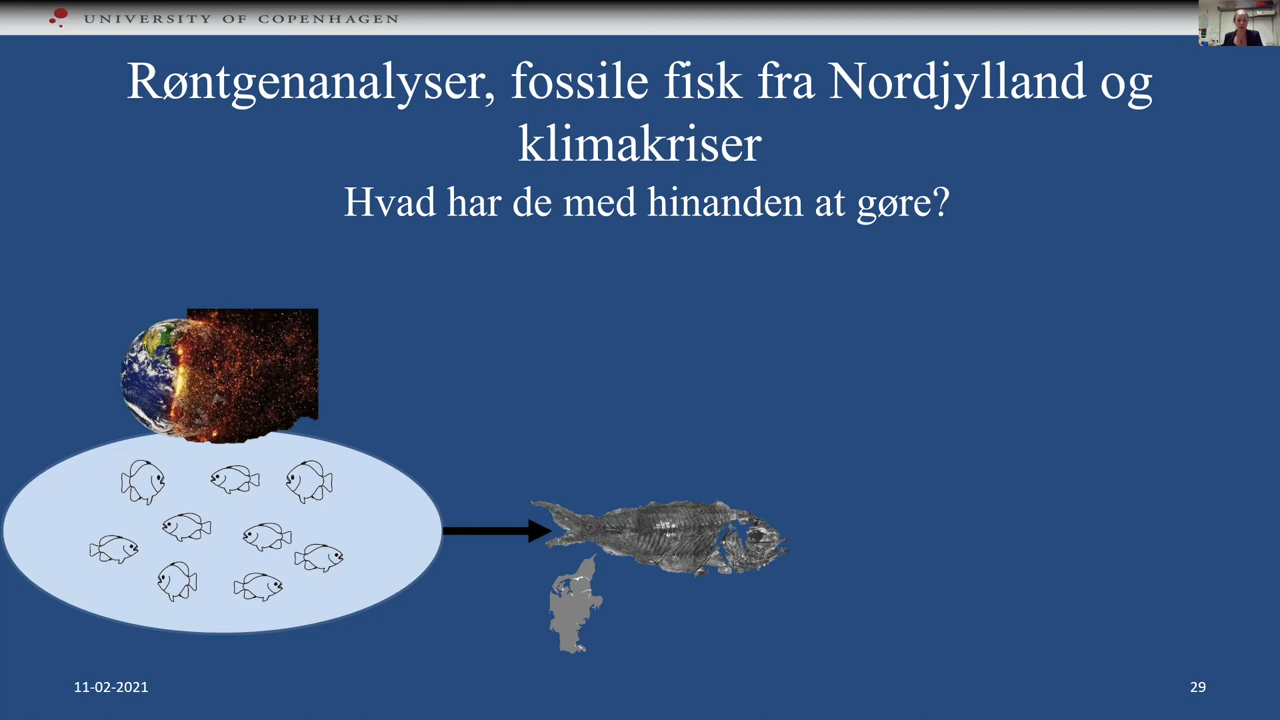 UNIVERSITY OF COPENHAGEN
Røntgenanalyser, fossile fisk fra Nordjylland og
klimakriser
Hvad har de med hinanden at gøre?
11-02-2021
29